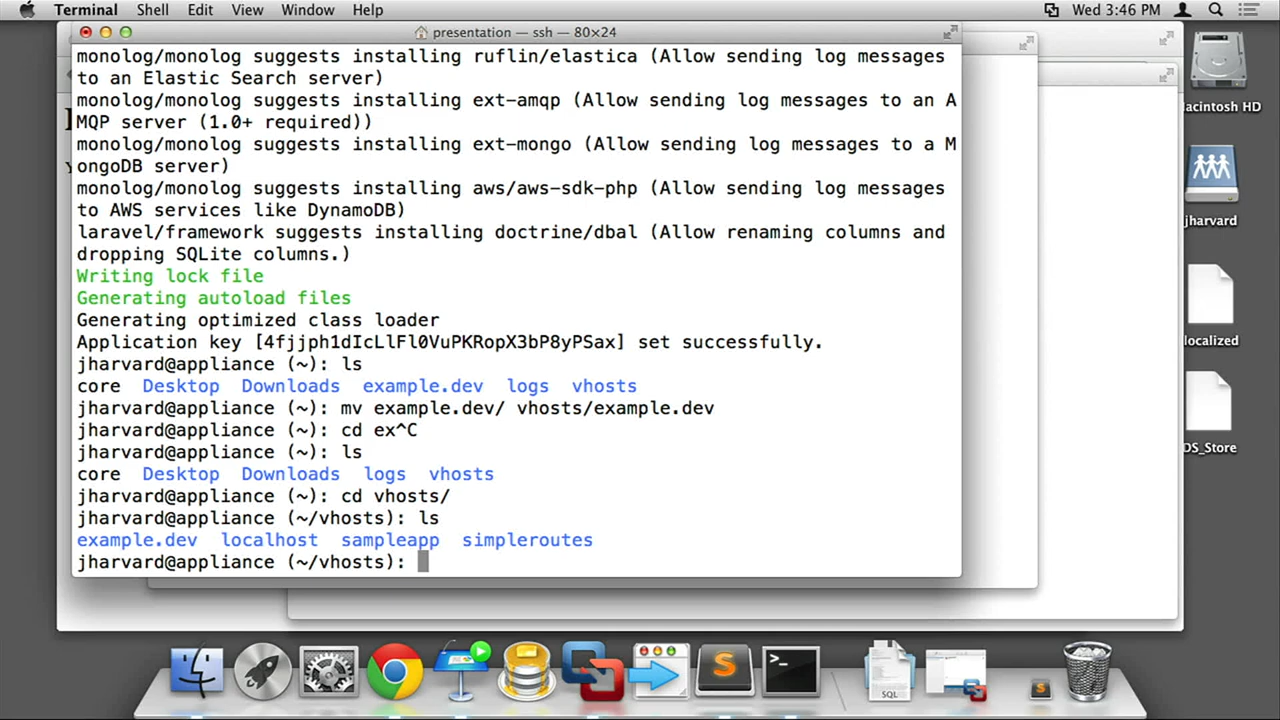 Terminal Shell Edit View Window Help Wed 3:46 PM
presentation — ssh — 80×24
monolog/monolog suggests installing ruflin/elastica (Allow sending log messages
to an Elastic Search server)
monolog/monolog suggests installing ext-amqp (Allow sending log messages to an A
MQP server (1.0+ required))
monolog/monolog suggests installing ext-mongo (Allow sending log messages to a M
ongoDB server)
monolog/monolog suggests installing aws/aws-sdk-php (Allow sending log messages
to AWS services like DynamoDB)
laravel/framework suggests installing doctrine/dbal (Allow renaming columns and
dropping SQLite columns.)
Writing lock file
Generating autoload files
Generating optimized class loader
Application key [4fjjph1dIcLlFl0VuPKRopX3bP8yPSax] set successfully.
jharvard@appliance (~): ls
core Desktop Downloads example.dev logs vhosts
jharvard@appliance (~): mv example.dev/ vhosts/example.dev
jharvard@appliance (~): cd ex^C
jharvard@appliance (~): ls
core Desktop Downloads logs vhosts
jharvard@appliance (~): cd vhosts/
jharvard@appliance (~/vhosts): ls
example.dev localhost sampleapp simpleroutes
jharvard@appliance (~/vhosts):
acintosh HD
jharvard
localized
DS_Store
SQL